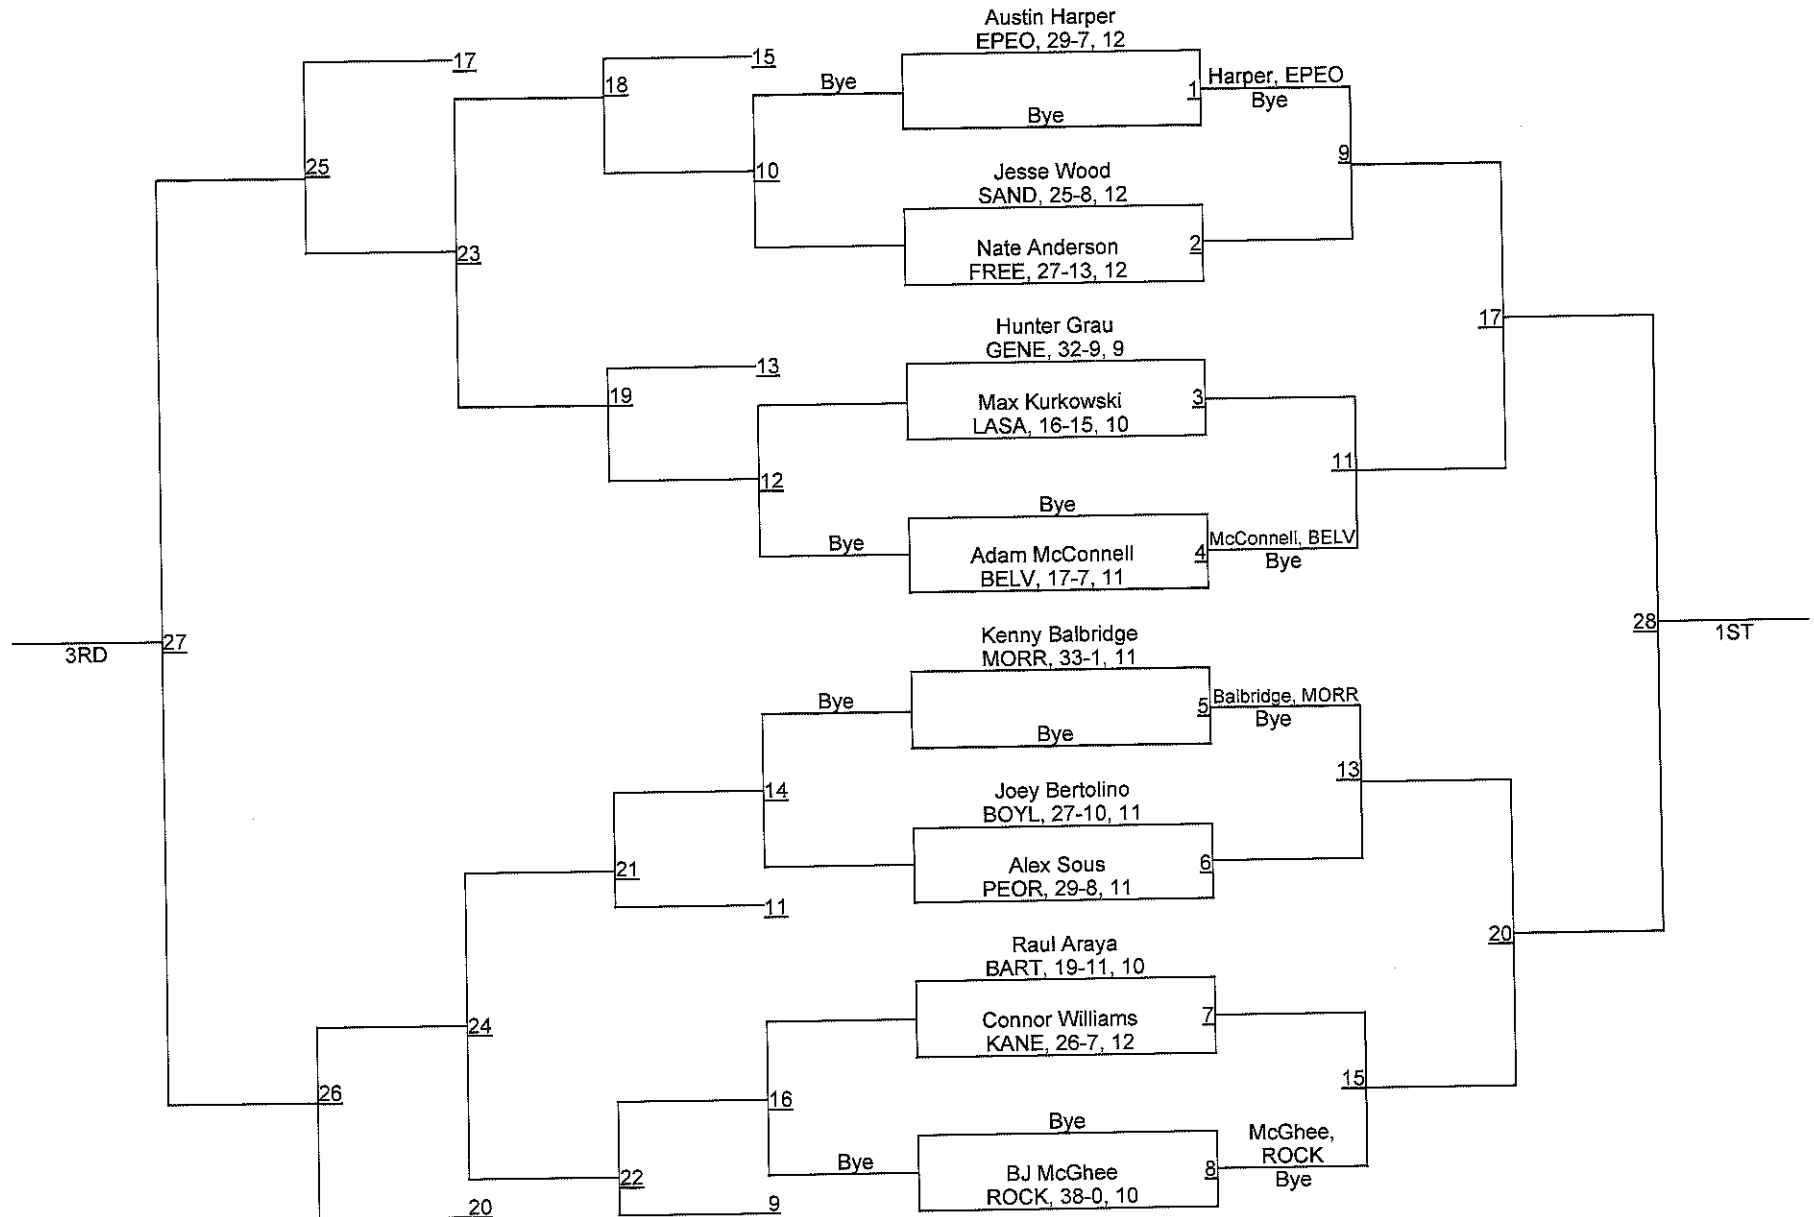 Austin Harper
EPEO, 29-7, 12
17
15
18
Bye
1
Harper, EPEO
Bye
Bye
9
25
10
Jesse Wood
SAND, 25-8, 12
23
Nate Anderson
FREE, 27-13, 12
2
Hunter Grau
GENE, 32-9, 9
17
13
19
Max Kurkowski
LASA, 16-15, 10
3
11
12
Bye
Bye
Adam McConnell
BELV, 17-7, 11
4
McConnell, BELV
Bye
3RD
27
Kenny Balbridge
MORR, 33-1, 11
28
1ST
Bye
5
Balbridge, MORR
Bye
Bye
13
14
Joey Bertolino
BOYL, 27-10, 11
21
Alex Sous
PEOR, 29-8, 11
6
11
20
Raul Araya
BART, 19-11, 10
24
Connor Williams
KANE, 26-7, 12
7
26
16
15
Bye
Bye
McGhee,
ROCK
Bye
22
BJ McGhee
ROCK, 38-0, 10
8
20
9